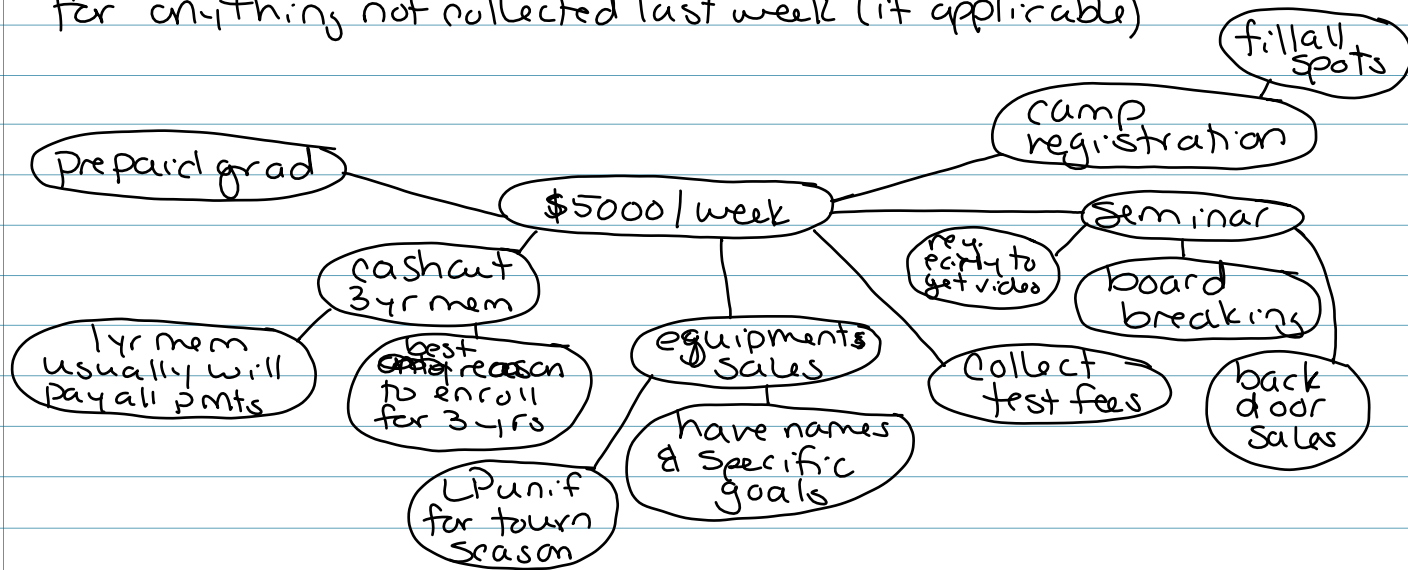 for anything not collected last week (if applicable)
fill all
spots
camp
registration
prepaid grad
$5000/week
seminar
reg.
early to
get video
board
breaking
back
door
sales
cashout
3yr mem
1yr mem
usually will
pay all pmts
best
reason
to enroll
for 3yrs
equipments
sales
collect
test fees
have names
& specific
goals
LP unif
for tourn
season